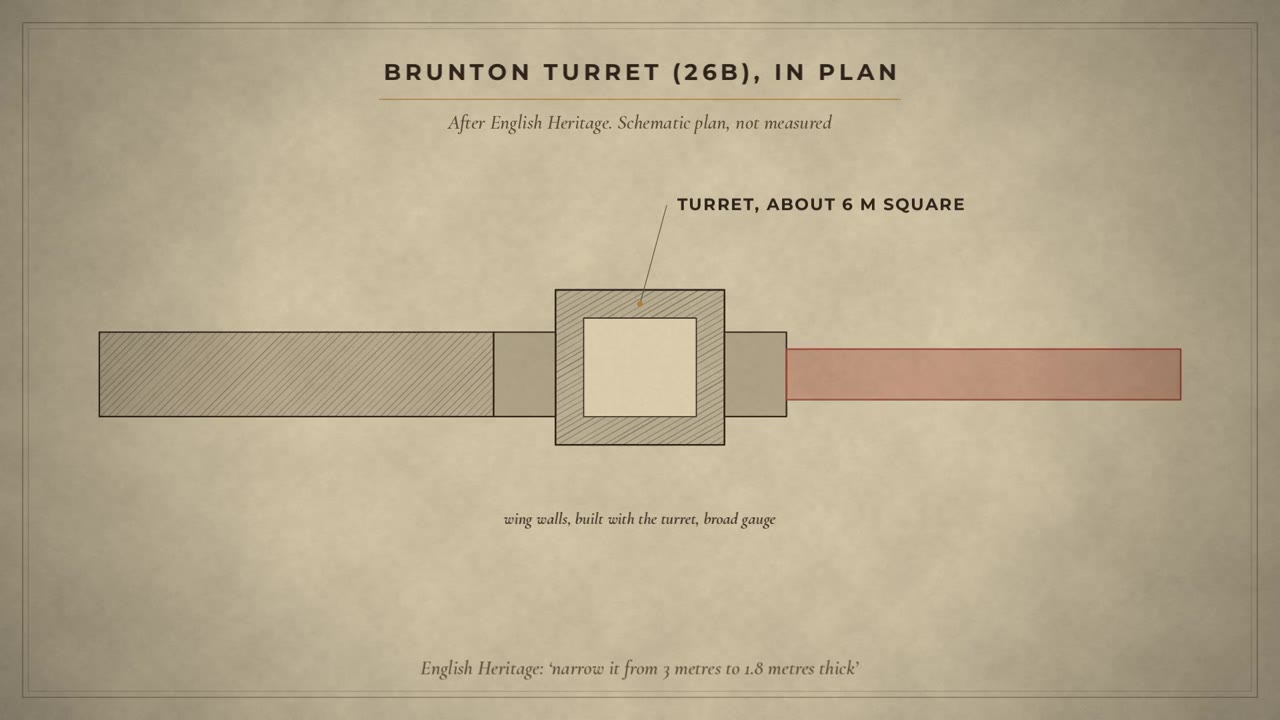 BRUNTON TURRET (26B), IN PLAN
After English Heritage. Schematic plan, not measured
TURRET, ABOUT 6 M SQUARE
wing walls, built with the turret, broad gauge
English Heritage: ‘narrow it from 3 metres to 1.8 metres thick’